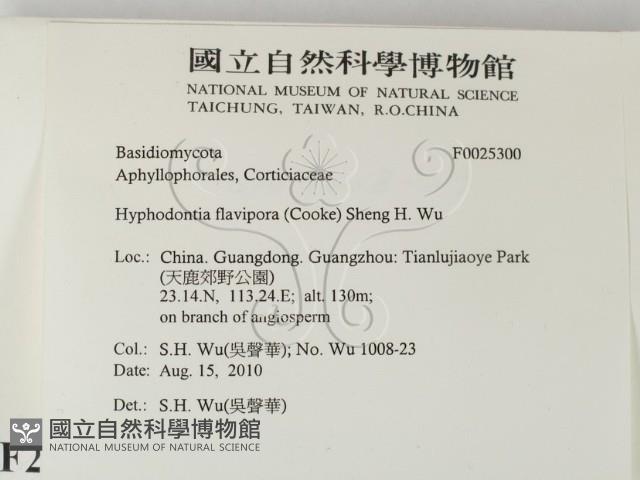 國立自然科學博物館
NATIONAL MUSEUM OF NATURAL SCIENCE
TAICHUNG, TAIWAN, R.O.CHINA
Basidiomycota F0025300
Aphyllophorales, Corticiaceae
Hyphodontia flavipora (Cooke) Sheng H. Wu
Loc.: China. Guangdong. Guangzhou: Tianlujiaoye Park
(天鹿郊野公園)
23.14.N, 113.24.E; alt. 130m;
on branch of angiosperm
Col.: S.H. Wu(吳聲華); No. Wu 1008-23
Date: Aug. 15, 2010
Det.: S.H. Wu(吳聲華)
國立自然科學博物館
NATIONAL MUSEUM OF NATURAL SCIENCE
F2